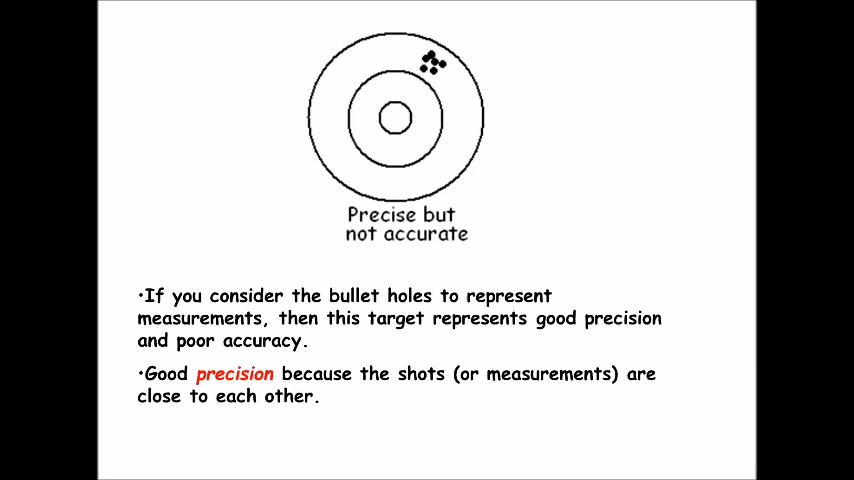 Precise but
not accurate
•If you consider the bullet holes to represent
measurements, then this target represents good precision
and poor accuracy.
•Good precision because the shots (or measurements) are
close to each other.